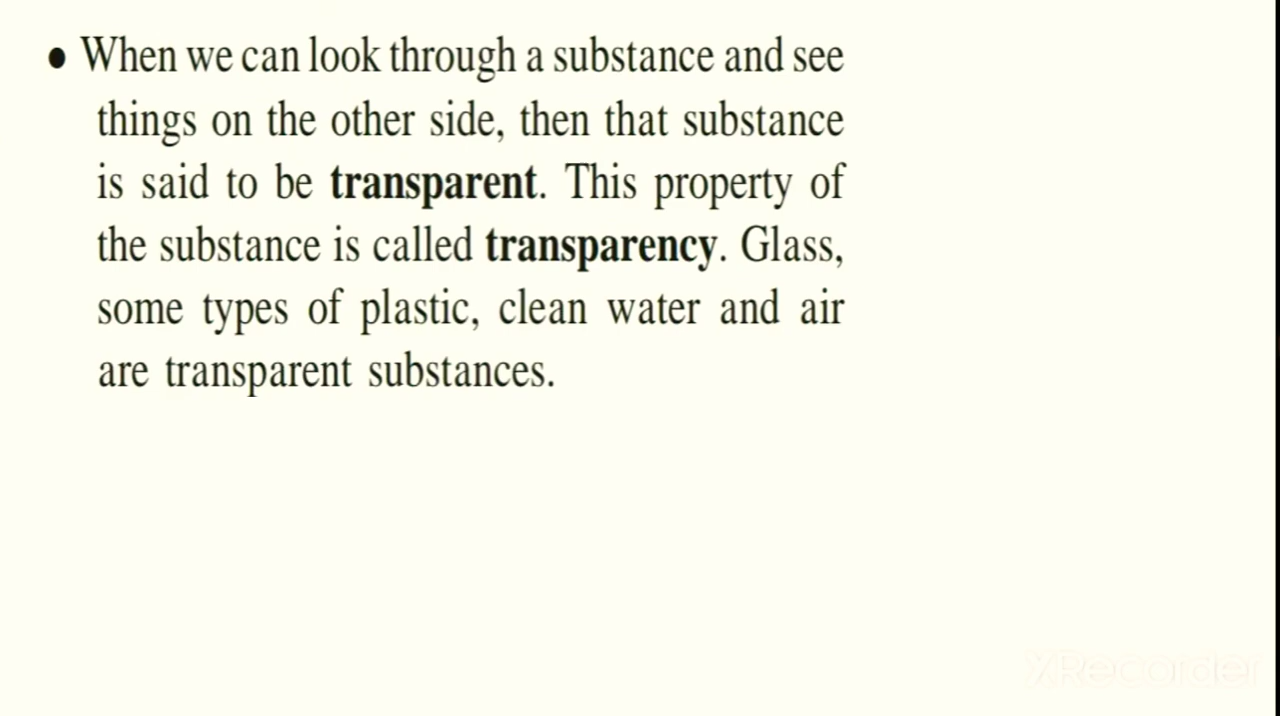 ● When we can look through a substance and see
things on the other side, then that substance
is said to be transparent. This property of
the substance is called transparency. Glass,
some types of plastic, clean water and air
are transparent substances.
XRecorder